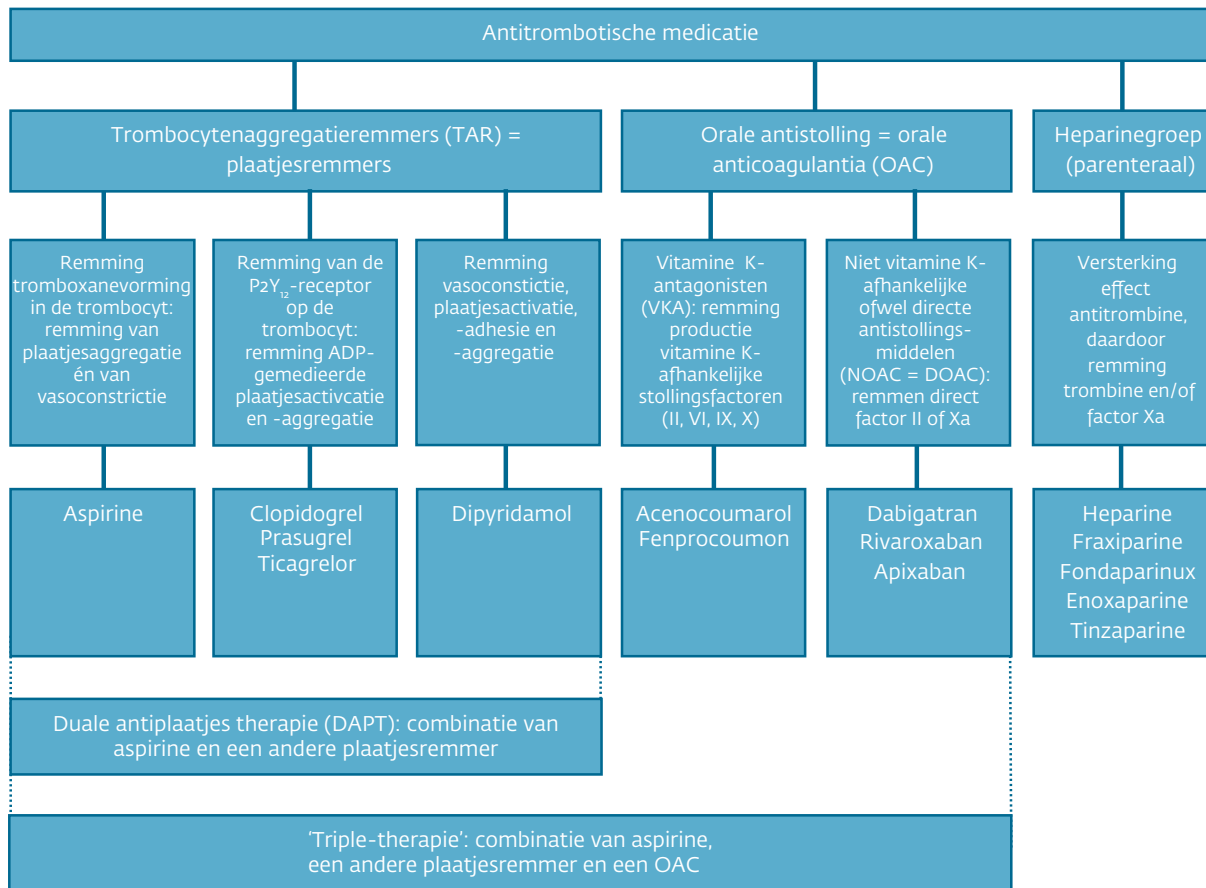 Antitrombotische medicatie
Trombocytenaggregatieremmers (TAR) =
plaatjesremmers
Orale antistolling = orale
anticoagulantia (OAC)
Heparinegroep
(parenteraal)
Remming
tromboxanevorming
in de trombocyt:
remming van
plaatjesaggregatie
én van
vasoconstrictie
Remming van de
P2Y₁₂-receptor
op de
trombocyt:
remming ADP-
gemedieerde
plaatjesactivcatie
en -aggregatie
Remming
vasoconstictie,
plaatjesactivatie,
-adhesie en
-aggregatie
Vitamine K-
antagonisten
(VKA): remming
productie
vitamine K-
afhankelijke
stollingsfactoren
(II, VI, IX, X)
Niet vitamine K-
afhankelijke
ofwel directe
antistollings-
middelen
(NOAC = DOAC):
remmen direct
factor II of Xa
Versterking
effect
antitrombine,
daardoor
remming
trombine en/of
factor Xa
Aspirine
Clopidogrel
Prasugrel
Ticagrelor
Dipyridamol
Acenocoumarol
Fenprocoumon
Dabigatran
Rivaroxaban
Apixaban
Heparine
Fraxiparine
Fondaparinux
Enoxaparine
Tinzaparine
Duale antiplaatjes therapie (DAPT): combinatie van
aspirine en een andere plaatjesremmer
'Triple-therapie': combinatie van aspirine,
een andere plaatjesremmer en een OAC